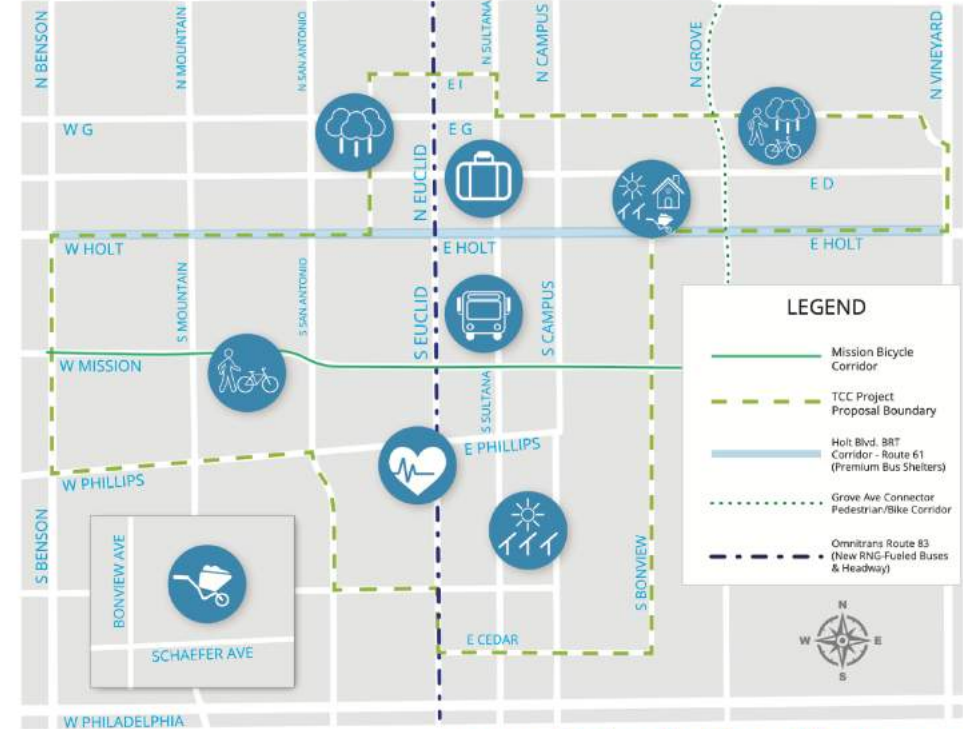 N BENSON
N MOUNTAIN
N SAN ANTONIO
N SULTANA
N CAMPUS
N GROVE
N VINEYARD
E I
W G
E G
N EUCLID
E D
W HOLT
E HOLT
E HOLT
S MOUNTAIN
S SAN ANTONIO
S EUCLID
S CAMPUS
W MISSION
S SULTANA
E PHILLIPS
W PHILLIPS
S BENSON
S BONVIEW
BONVIEW AVE
SCHAEFER AVE
E CEDAR
W PHILADELPHIA
LEGEND
Mission Bicycle
Corridor
TCC Project
Proposal Boundary
Holt Blvd. BRT
Corridor - Route 61
(Premium Bus Shelters)
Grove Ave Connector
Pedestrian/Bike Corridor
Omnitrans Route 83
(New RNG-Fueled Buses
& Headway)
N
W
E
S